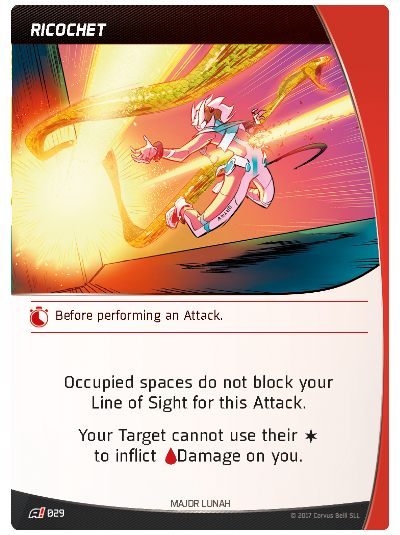 RICOCHET
Before performing an Attack.
Occupied spaces do not block your
Line of Sight for this Attack.
Your Target cannot use their
to inflict Damage on you.
MAJOR LUNAH
A! 029
© 2017 Corvus Belli SLL